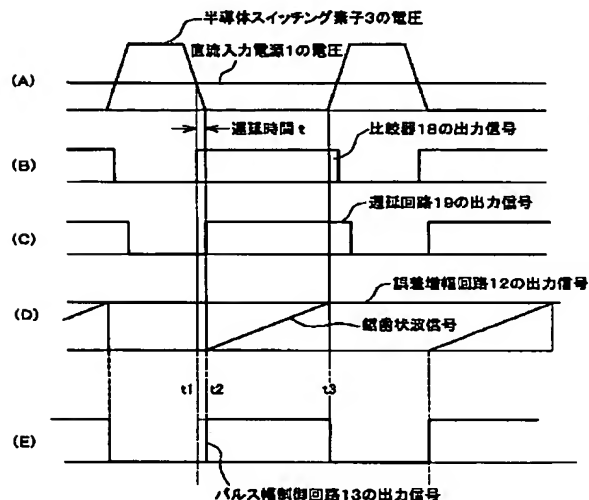 半導体スイッチング素子3の電圧
直流入力電源1の電圧
(A)
遅延時間 t
比較器18の出力信号
(B)
遅延回路19の出力信号
(C)
誤差増幅回路12の出力信号
(D)
鋸歯状波信号
t1 t2 t3
(E)
パルス幅制御回路13の出力信号